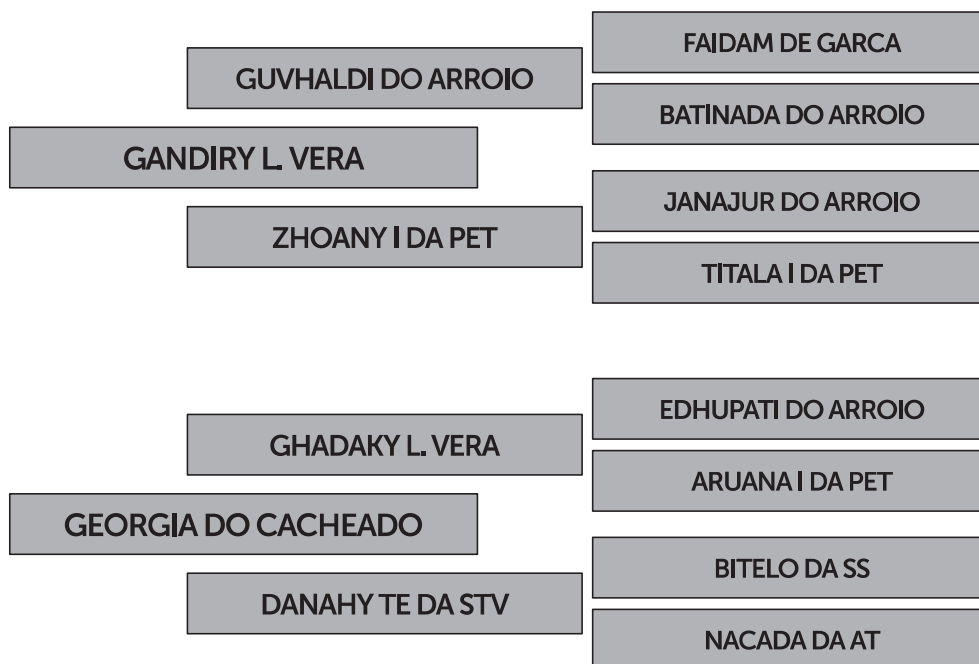 FAIDAM DE GARCA
GUVHALDI DO ARROIO
BATINADA DO ARROIO
GANDIRY L. VERA
JANAJUR DO ARROIO
ZHOANY I DA PET
TITALA I DA PET
EDHUPATI DO ARROIO
GHADAKY L. VERA
ARUANA I DA PET
GEORGIA DO CACHEADO
BITELO DA SS
DANAHY TE DA STV
NACADA DA AT